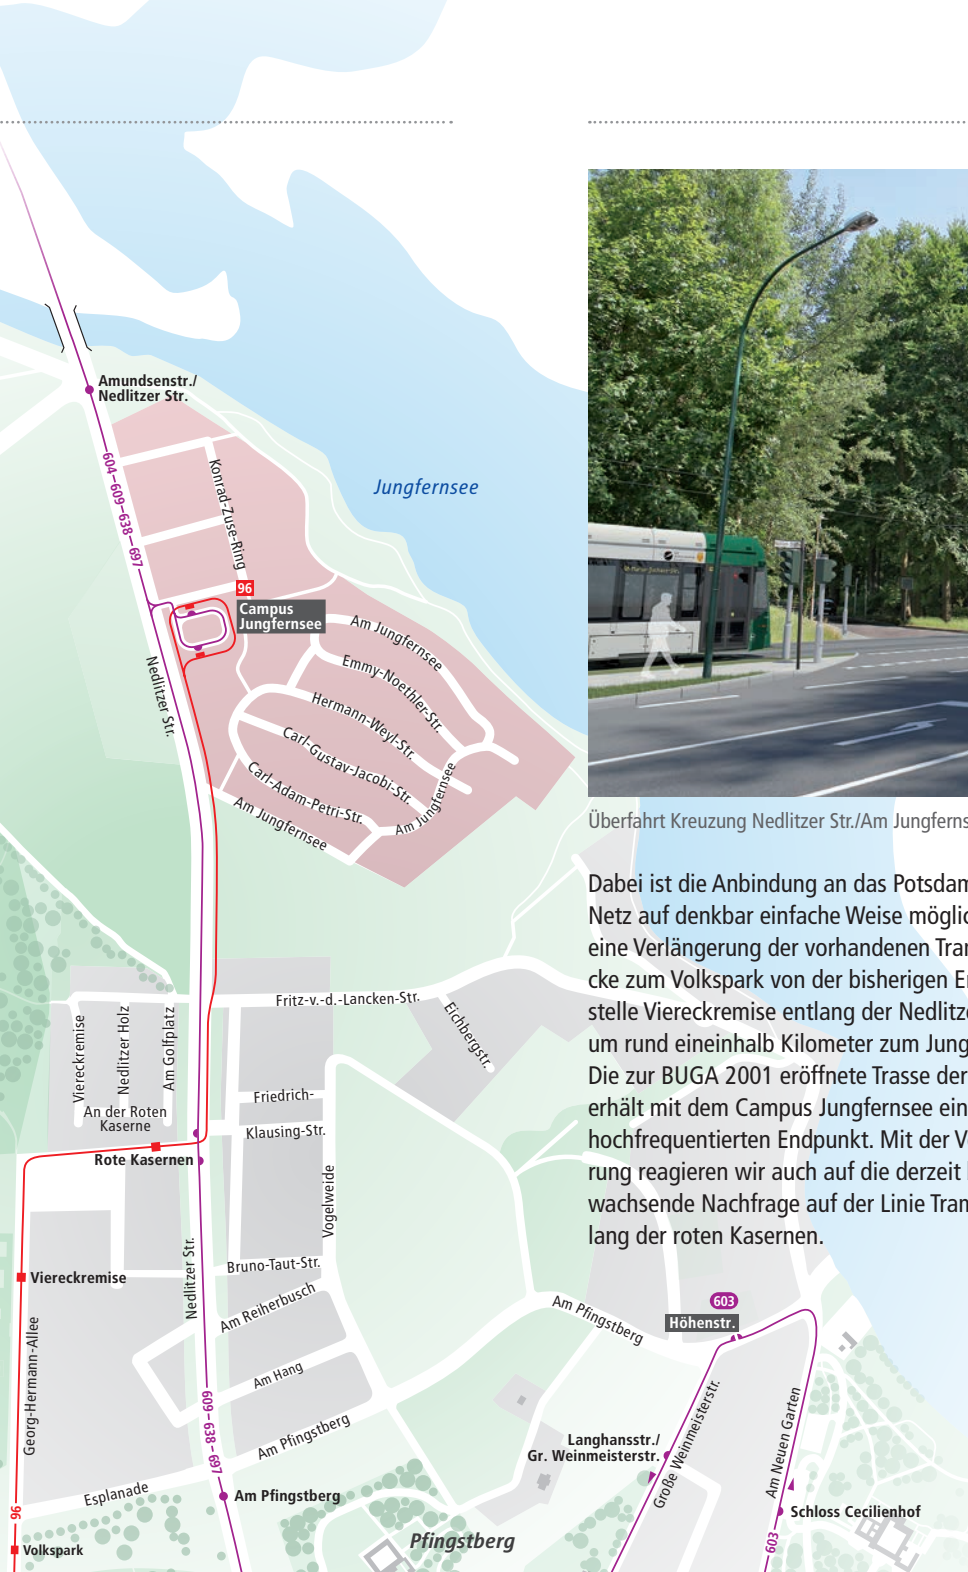 Amundsenstr./
Nedlitzer Str.
604–609–638–697
Konrad-Zuse-Ring
Jungfernsee
96
Campus
Jungfernsee
Am Jungfernsee
Emmy-Noethler-Str.
Hermann-Weyl-Str.
Carl-Gustav-Jacobi-Str.
Carl-Adam-Petri-Str.
Am Jungfernsee
Am Jungfernsee
Nedlitzer Str.
Überfahrt Kreuzung Nedlitzer Str./Am Jungferns
Dabei ist die Anbindung an das Potsdam
Netz auf denkbar einfache Weise möglic
eine Verlängerung der vorhandenen Tra
cke zum Volkspark von der bisherigen E
stelle Viereckremise entlang der Nedlitz
um rund eineinhalb Kilometer zum Jung
Die zur BUGA 2001 eröffnete Trasse der
erhält mit dem Campus Jungfernsee ein
hochfrequentierten Endpunkt. Mit der V
rung reagieren wir auch auf die derzeit
wachsende Nachfrage auf der Linie Tram
lang der roten Kasernen.
Fritz-v.-d.-Lancken-Str.
Eichbergstr.
Viereckremise
Nedlitzer Holz
Am Golfplatz
An der Roten
Kaserne
Friedrich-
Klausing-Str.
Rote Kasernen
Vogelweide
Nedlitzer Str.
Bruno-Taut-Str.
Viereckremise
Am Reiherbusch
Am Hang
Am Pfingstberg
Georg-Hermann-Allee
Esplanade
609–638–697
Am Pfingstberg
96
Volkspark
Pfingstberg
Am Pfingstberg
603
Höhenstr.
Langhansstr./
Gr. Weinmeisterstr.
Große Weinmeisterstr.
Am Neuen Garten
Schloss Cecilienhof
603